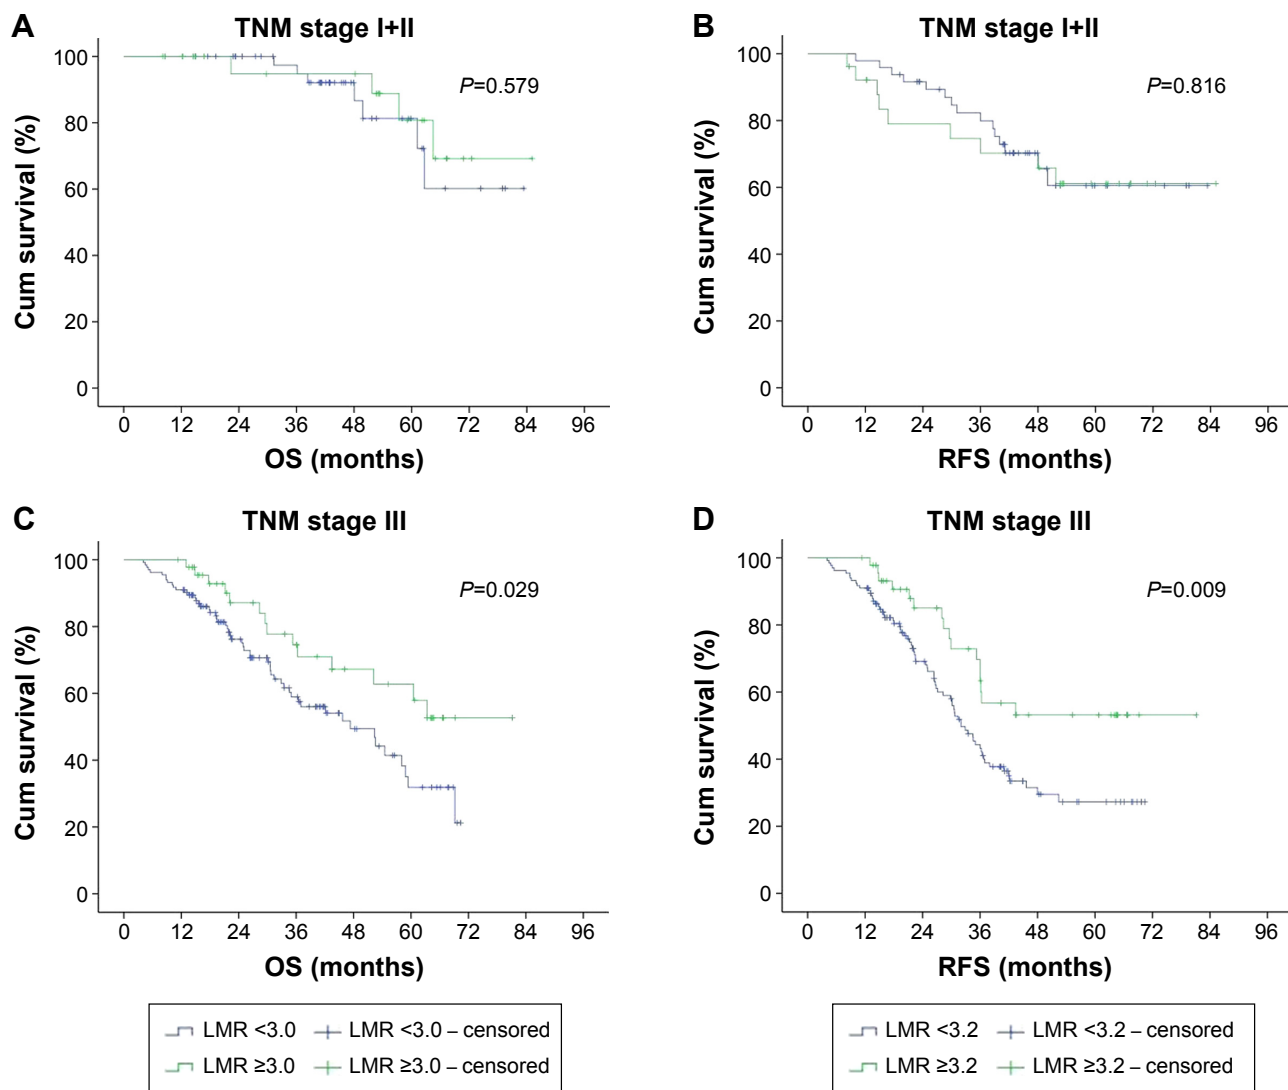 A
TNM stage I+II
100
80
60
40
20
0
P=0.579
Cum survival (%)
0 12 24 36 48 60 72 84 96
OS (months)
B
TNM stage I+II
100
80
60
40
20
0
P=0.816
Cum survival (%)
0 12 24 36 48 60 72 84 96
RFS (months)
C
TNM stage III
100
80
60
40
20
0
P=0.029
Cum survival (%)
0 12 24 36 48 60 72 84 96
OS (months)
LMR <3.0 LMR <3.0 – censored
LMR ≥3.0 LMR ≥3.0 – censored
D
TNM stage III
100
80
60
40
20
0
P=0.009
Cum survival (%)
0 12 24 36 48 60 72 84 96
RFS (months)
LMR <3.2 LMR <3.2 – censored
LMR ≥3.2 LMR ≥3.2 – censored